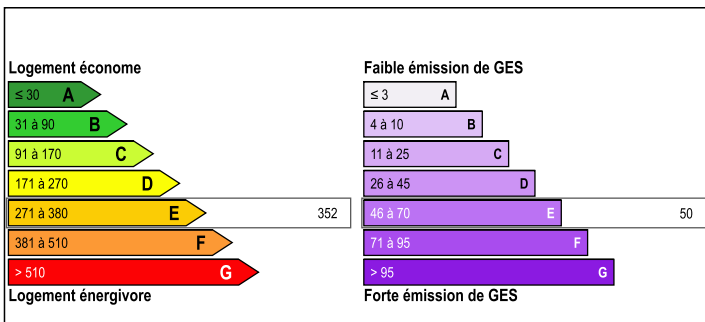 Logement économe
≤ 30 A
31 à 90 B
91 à 170 C
171 à 270 D
271 à 380 E 352
381 à 510 F
> 510 G
Logement énergivore
Faible émission de GES
≤ 3 A
4 à 10 B
11 à 25 C
26 à 45 D
46 à 70 E 50
71 à 95 F
> 95 G
Forte émission de GES